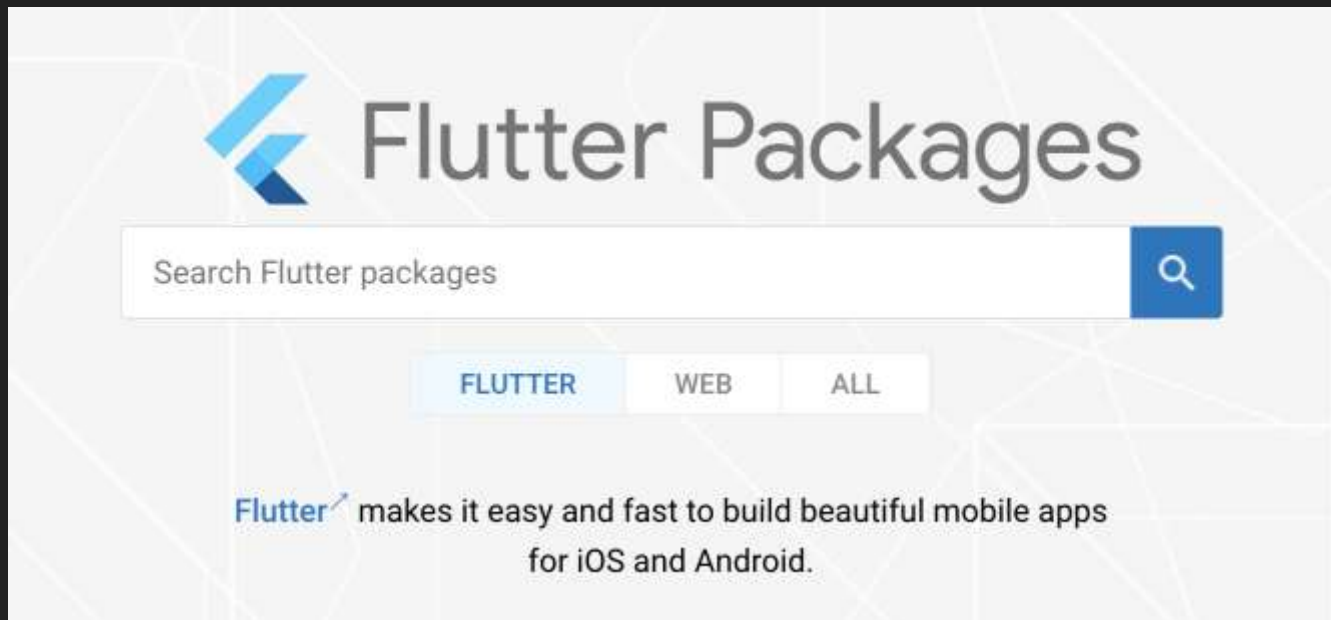 Flutter Packages
Search Flutter packages
FLUTTER WEB ALL
Flutter↗ makes it easy and fast to build beautiful mobile apps
for iOS and Android.